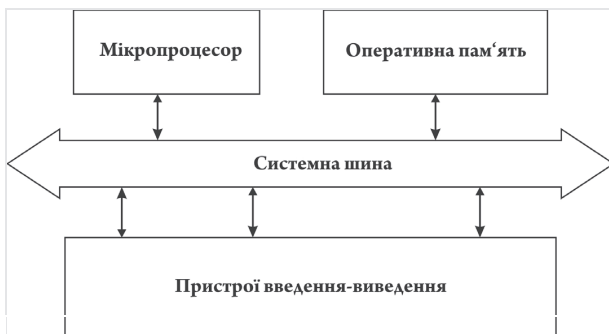 Мікропроцесор
Оперативна пам‘ять
Системна шина
Пристрої введення-виведення